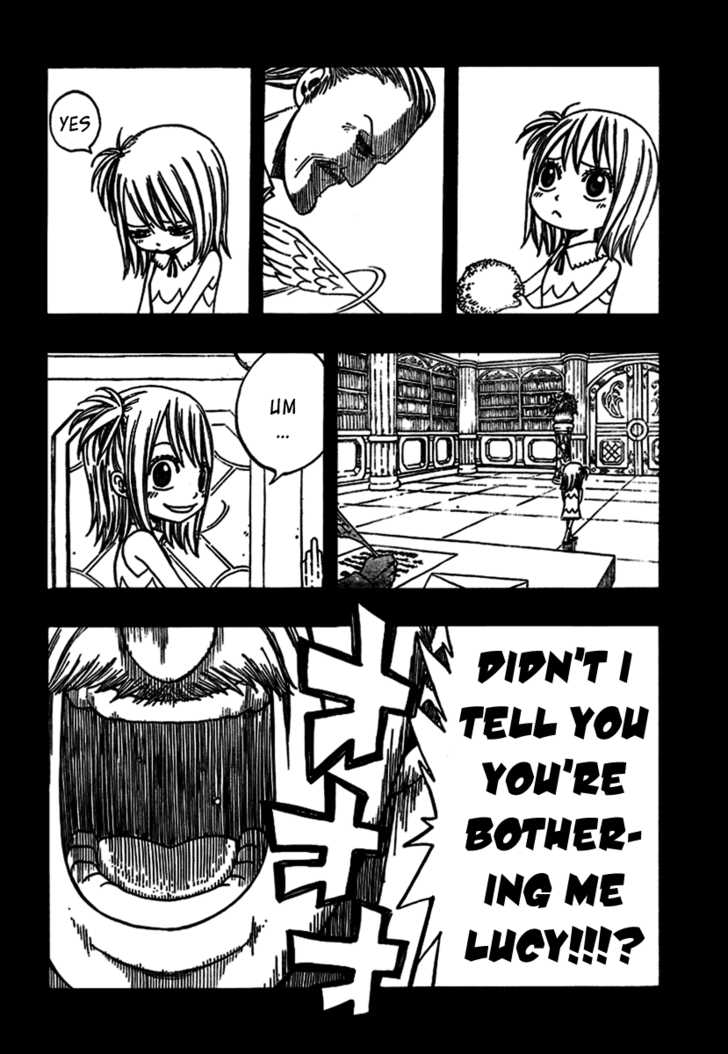 YES
UM
...
DIDN'T I
TELL YOU
YOU'RE
BOTHER-
ING ME
LUCY!!!?